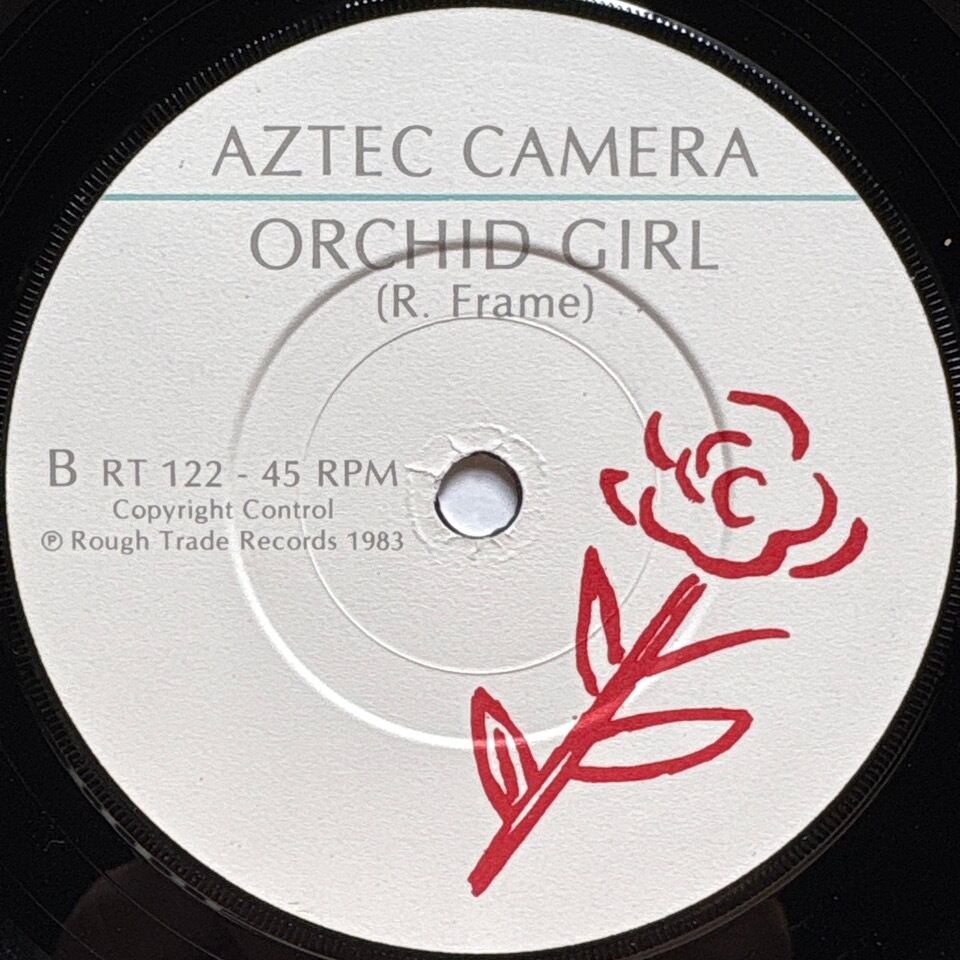 AZTEC CAMERA
ORCHID GIRL
(R. Frame)
B RT 122 - 45 RPM
Copyright Control
℗ Rough Trade Records 1983